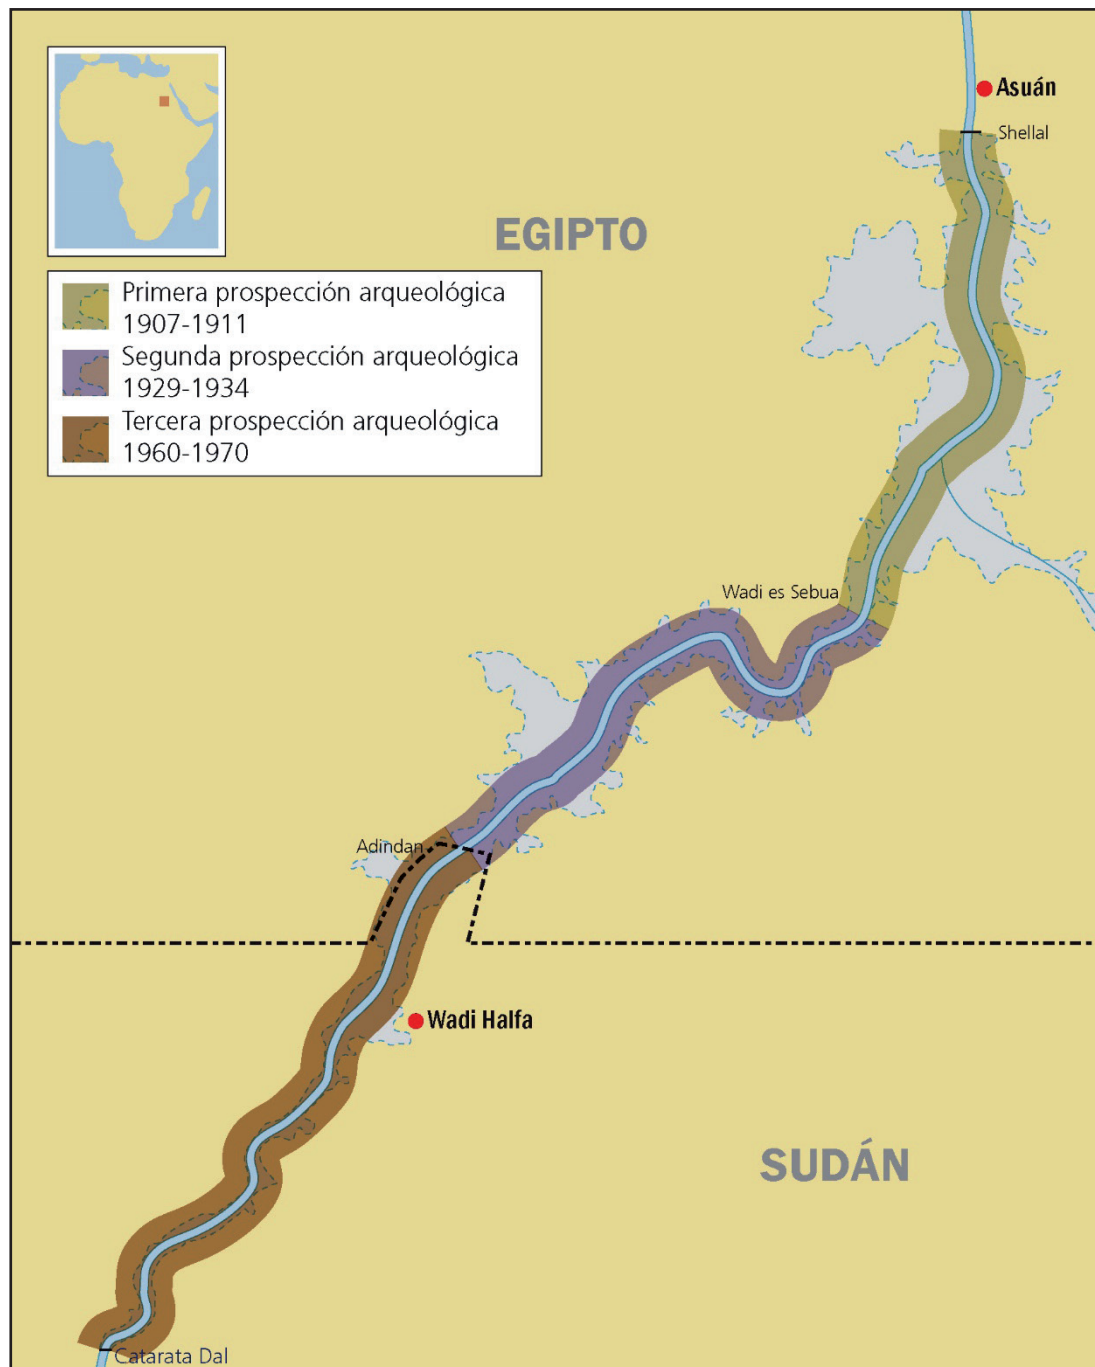 Asuán
Shellal
EGIPTO
Primera prospección arqueológica
1907-1911
Segunda prospección arqueológica
1929-1934
Tercera prospección arqueológica
1960-1970
Wadi es Sebua
Adindan
Wadi Halfa
SUDÁN
Catarata Dal